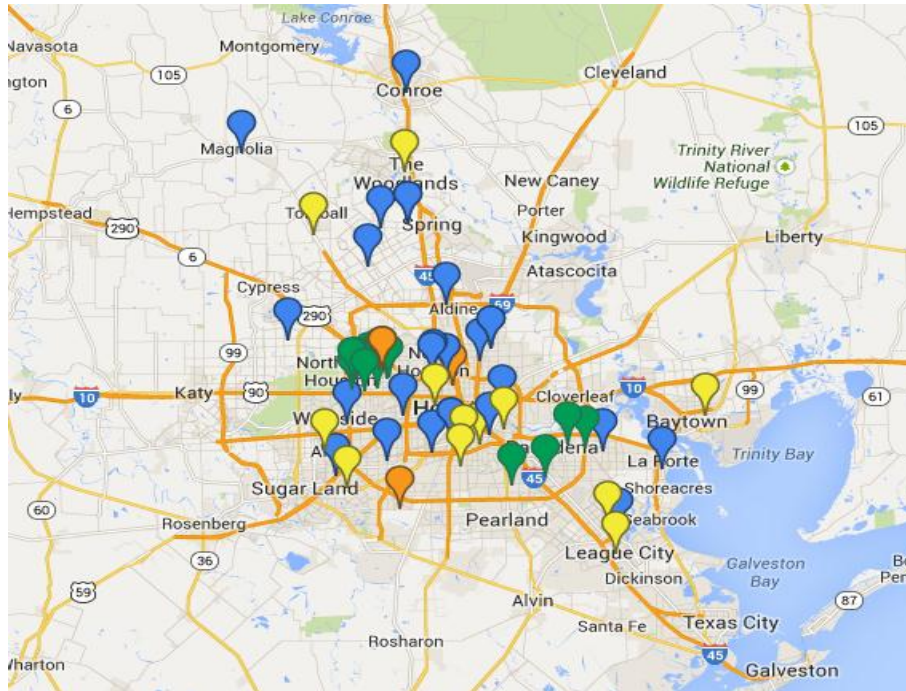 Lake Conroe
Navasota
Montgomery
105
Cleveland
Conroe
6
105
Magnolia
Trinity River
National
Wildlife Refuge
The
Woodlands
New Caney
Hempstead
290
Spring
Porter
Kingwood
Liberty
6
45
Atascocita
Cypress
69
290
Aldine
99
Katy
90
10
Cloverleaf
10
99
61
Baytown
Trinity Bay
La Porte
Sugar Land
45
Shoreacres
60
Rosenberg
Pearland
Seabrook
36
League City
Dickinson
Galveston
Bay
59
Alvin
87
Santa Fe
Texas City
Rosharon
45
Galveston